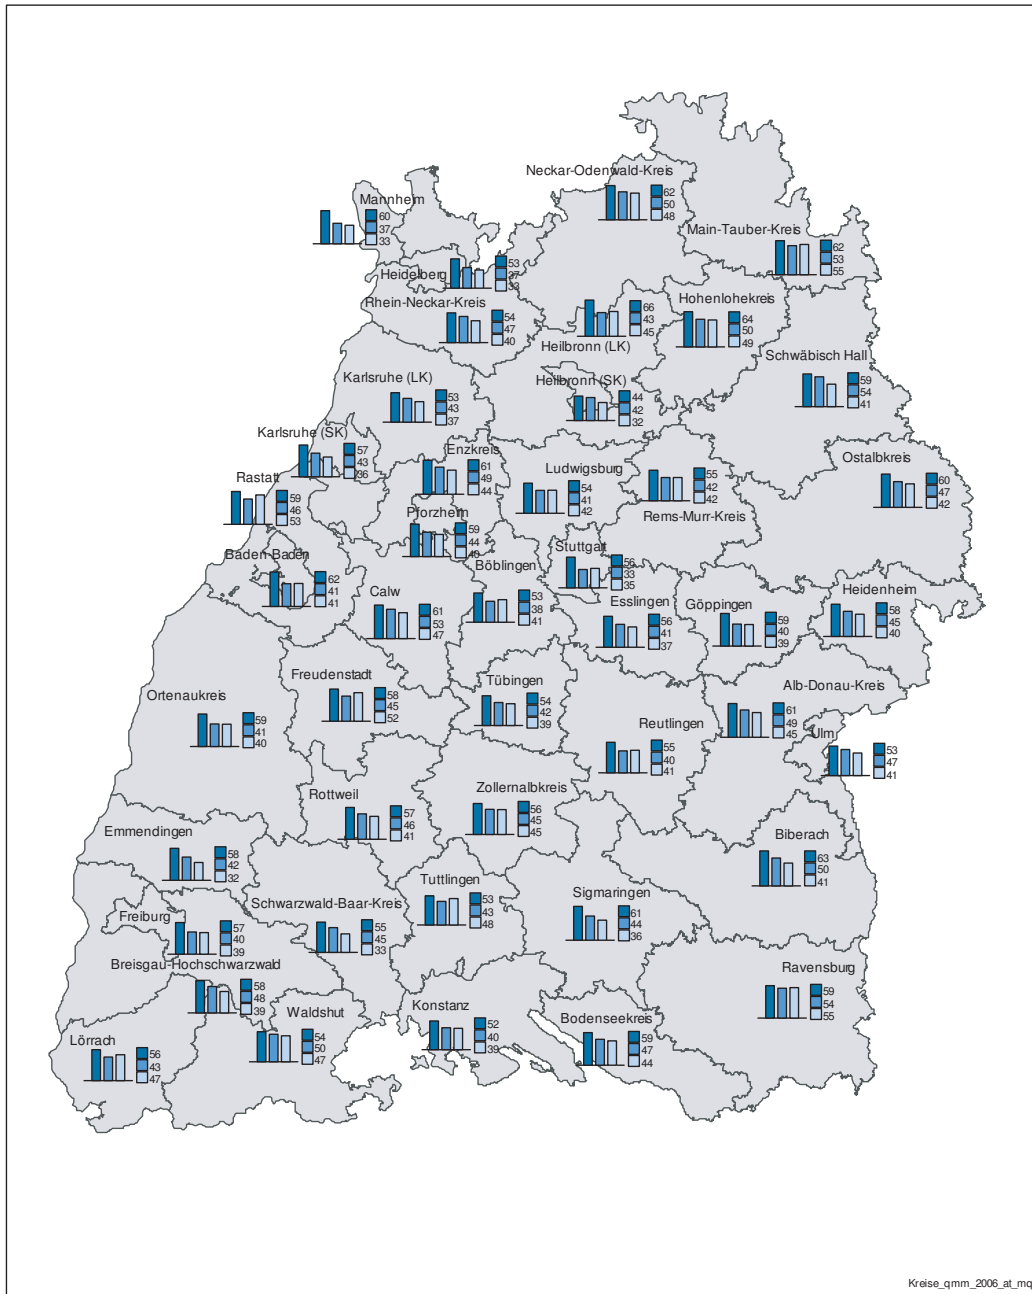 Neckar-Odenwald-Kreis
62
50
48
Mannheim
60
37
33
Main-Tauber-Kreis
62
53
55
Heidelberg
53
37
33
Rhein-Neckar-Kreis
54
47
40
Heilbronn (LK)
66
43
45
Hohenlohekreis
64
50
49
Schwäbisch Hall
59
54
41
Karlsruhe (LK)
53
43
37
Heilbronn (SK)
44
42
32
Karlsruhe (SK)
57
43
36
Enzkreis
61
49
44
Ludwigsburg
54
41
42
Rems-Murr-Kreis
55
42
42
Ostalbkreis
60
47
42
Rastatt
59
46
53
Pforzheim
59
44
40
Baden-Baden
62
41
41
Calw
61
53
47
Böblingen
53
38
41
Stuttgart
56
33
35
Esslingen
56
41
37
Göppingen
59
40
39
Heidenheim
58
45
40
Ortenaukreis
59
41
40
Freudenstadt
58
45
52
Tübingen
54
42
39
Reutlingen
55
40
41
Alb-Donau-Kreis
61
49
45
Ulm
53
47
41
Rottweil
57
46
41
Zollernalbkreis
56
45
45
Emmendingen
58
42
32
Biberach
63
50
41
Freiburg
57
40
39
Schwarzwald-Baar-Kreis
55
45
33
Tuttlingen
53
43
48
Sigmaringen
61
44
36
Breisgau-Hochschwarzwald
58
48
39
Ravensburg
59
54
55
Lörrach
56
43
47
Waldshut
54
50
47
Konstanz
52
40
39
Bodenseekreis
59
47
44
Kreise_qmm_2006_at_mq